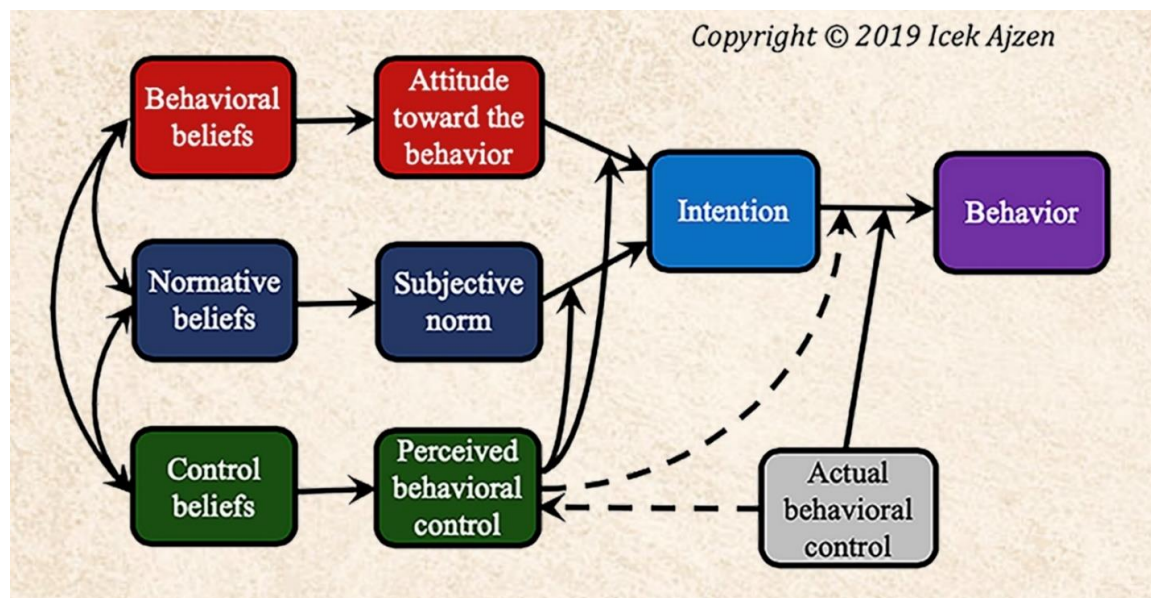 Copyright © 2019 Icek Ajzen
Behavioral
beliefs
Attitude
toward the
behavior
Intention
Behavior
Normative
beliefs
Subjective
norm
Control
beliefs
Perceived
behavioral
control
Actual
behavioral
control